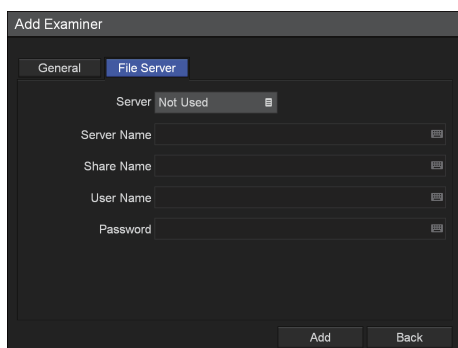 Add Examiner
General File Server
Server Not Used
Server Name
Share Name
User Name
Password
Add Back